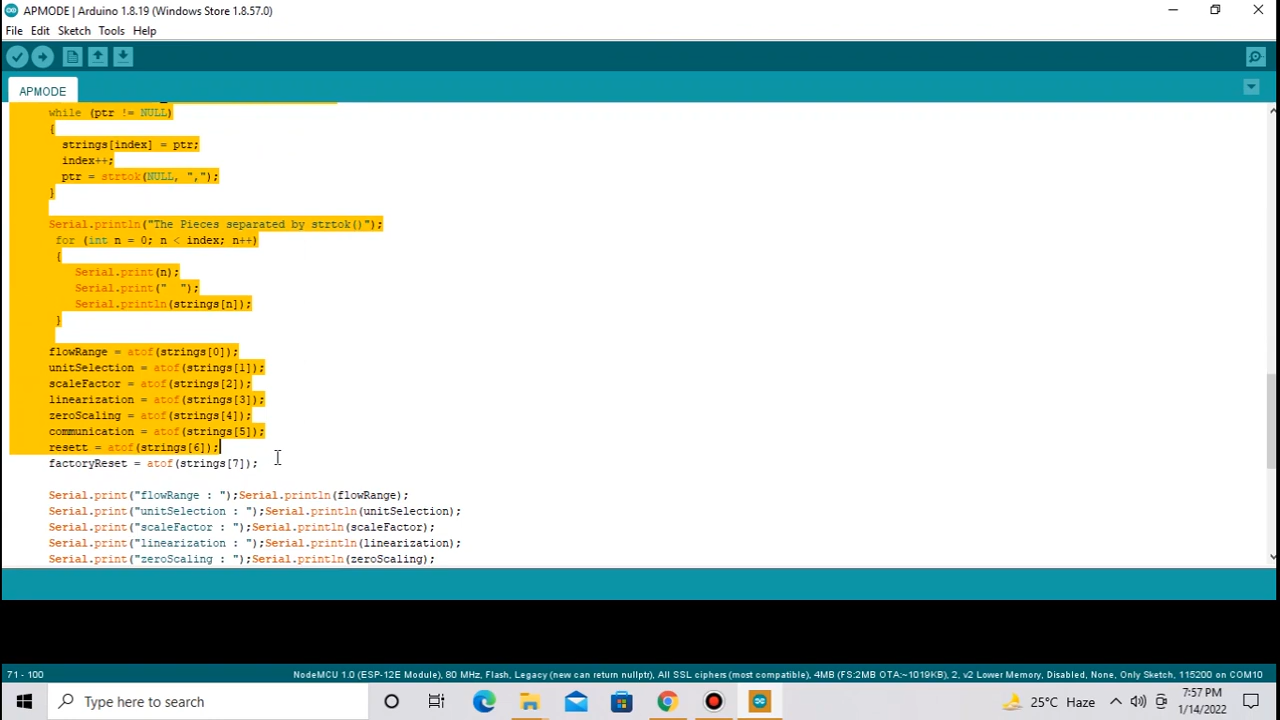 APMODE | Arduino 1.8.19 (Windows Store 1.8.57.0)
File Edit Sketch Tools Help
APMODE
while (ptr != NULL)
{
strings[index] = ptr;
index++;
ptr = strtok(NULL, ",");
}
Serial.println("The Pieces separated by strtok()");
for (int n = 0; n < index; n++)
{
Serial.print(n);
Serial.print("  ");
Serial.println(strings[n]);
}
flowRange = atof(strings[0]);
unitSelection = atof(strings[1]);
scaleFactor = atof(strings[2]);
linearization = atof(strings[3]);
zeroScaling = atof(strings[4]);
communication = atof(strings[5]);
resett = atof(strings[6]);
factoryReset = atof(strings[7]);
Serial.print("flowRange : ");Serial.println(flowRange);
Serial.print("unitSelection : ");Serial.println(unitSelection);
Serial.print("scaleFactor : ");Serial.println(scaleFactor);
Serial.print("linearization : ");Serial.println(linearization);
Serial.print("zeroScaling : ");Serial.println(zeroScaling);
71 - 100 NodeMCU 1.0 (ESP-12E Module), 80 MHz, Flash, Legacy (new can return nullptr), All SSL ciphers (most compatible), 4MB (FS:2MB OTA:~1019KB), 2, v2 Lower Memory, Disabled, None, Only Sketch, 115200 on COM10
Type here to search 25°C Haze 7:57 PM
1/14/2022